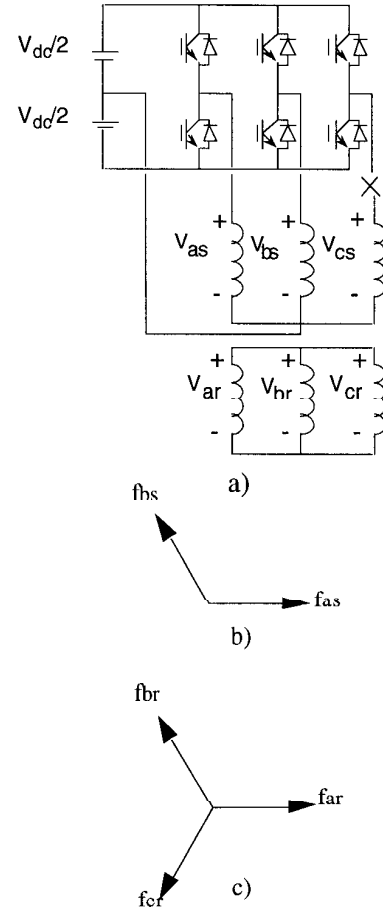 Vdc/2
Vdc/2
+ + +
Vas Vbs Vcs
- - -
+ + +
Var Vbr Vcr
- - -
a)
fbs
fas
b)
fbr
far
fcr
c)